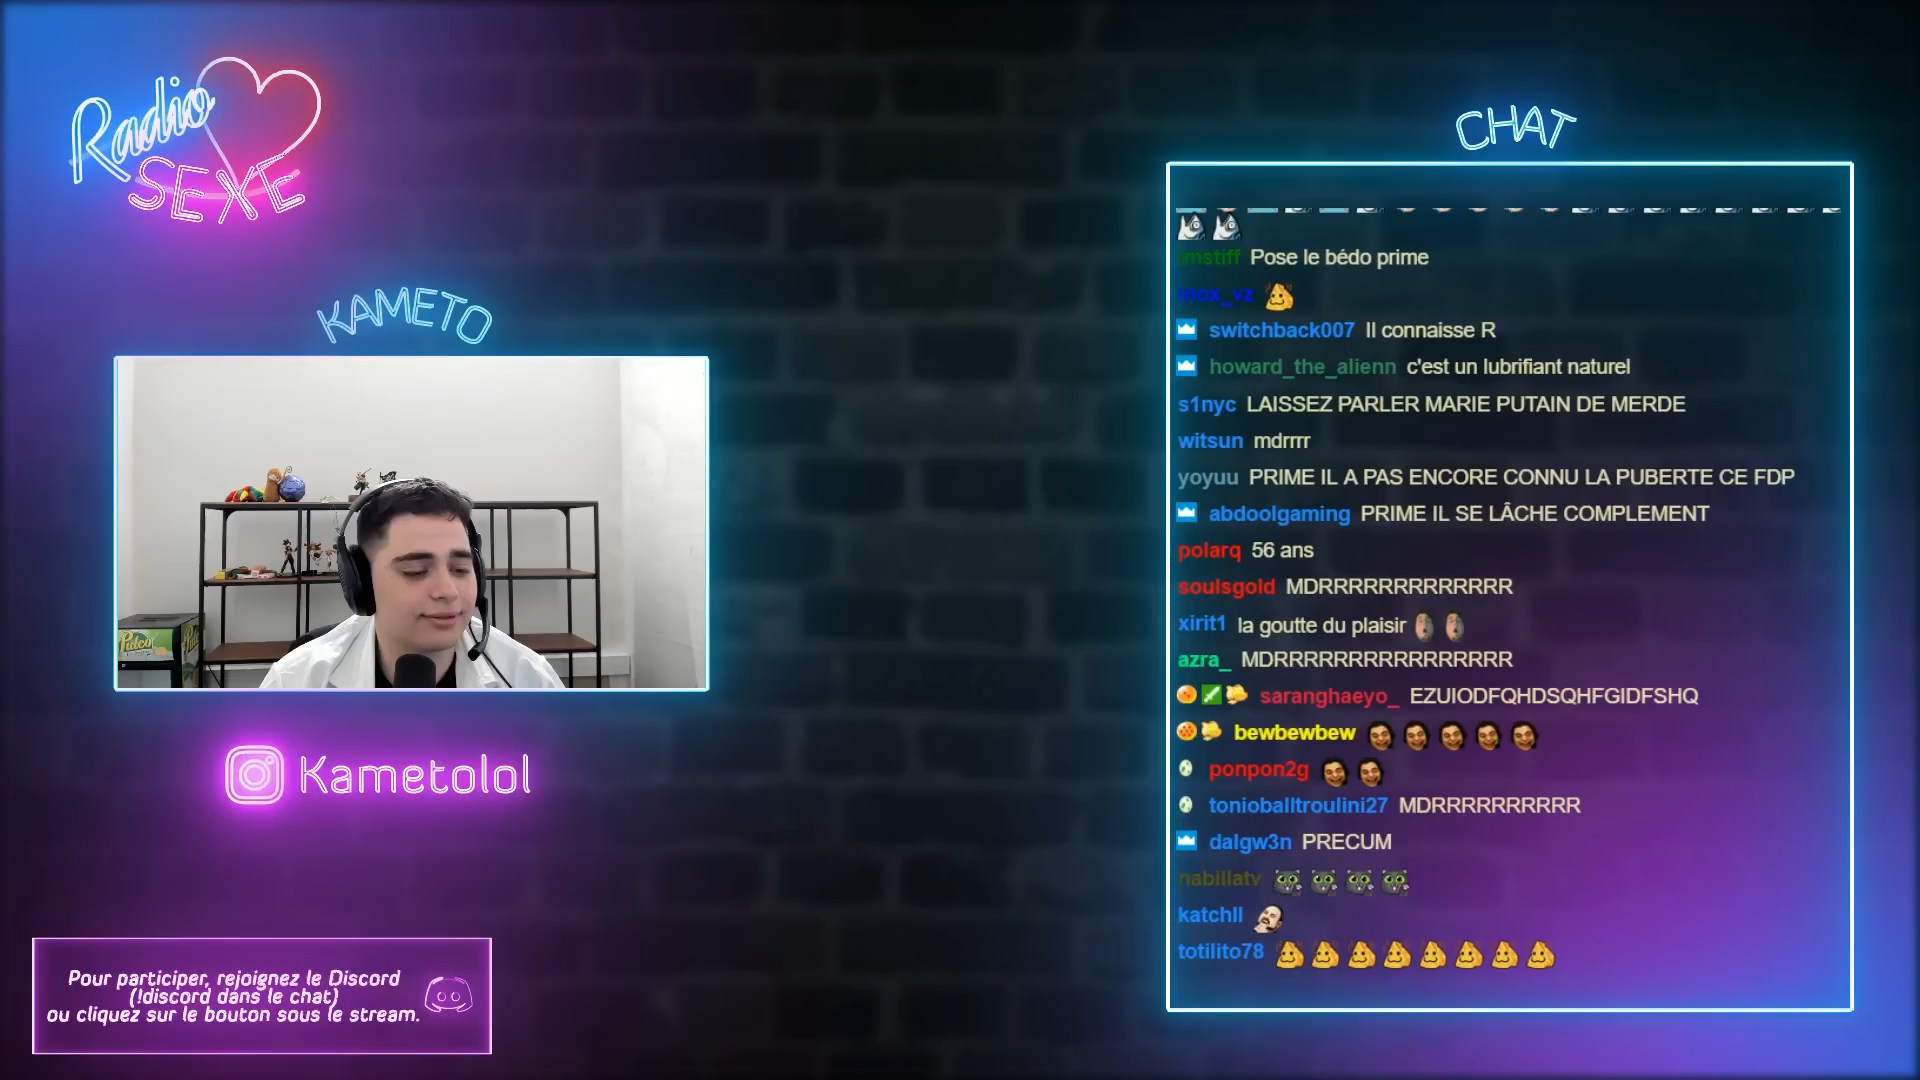 Radio
SEXE
KAMETO
Pulco
Kametolol
Pour participer, rejoignez le Discord
(!discord dans le chat)
ou cliquez sur le bouton sous le stream.
CHAT
Pose le bédo prime
inox_vz
switchback007 Il connaisse R
howard_the_alienn c'est un lubrifiant naturel
s1nyc LAISSEZ PARLER MARIE PUTAIN DE MERDE
witsun mdrrrr
yoyuu PRIME IL A PAS ENCORE CONNU LA PUBERTE CE FDP
abdoolgaming PRIME IL SE LÂCHE COMPLEMENT
polarq 56 ans
soulsgold MDRRRRRRRRRRRRR
xirit1 la goutte du plaisir
azra_ MDRRRRRRRRRRRRRRRR
saranghaeyo_ EZUIODFQHDSQHFGIDFSHQ
bewbewbew
ponpon2g
tonioballtroulini27 MDRRRRRRRRRR
dalgw3n PRECUM
nabillatv
katchll
totilito78